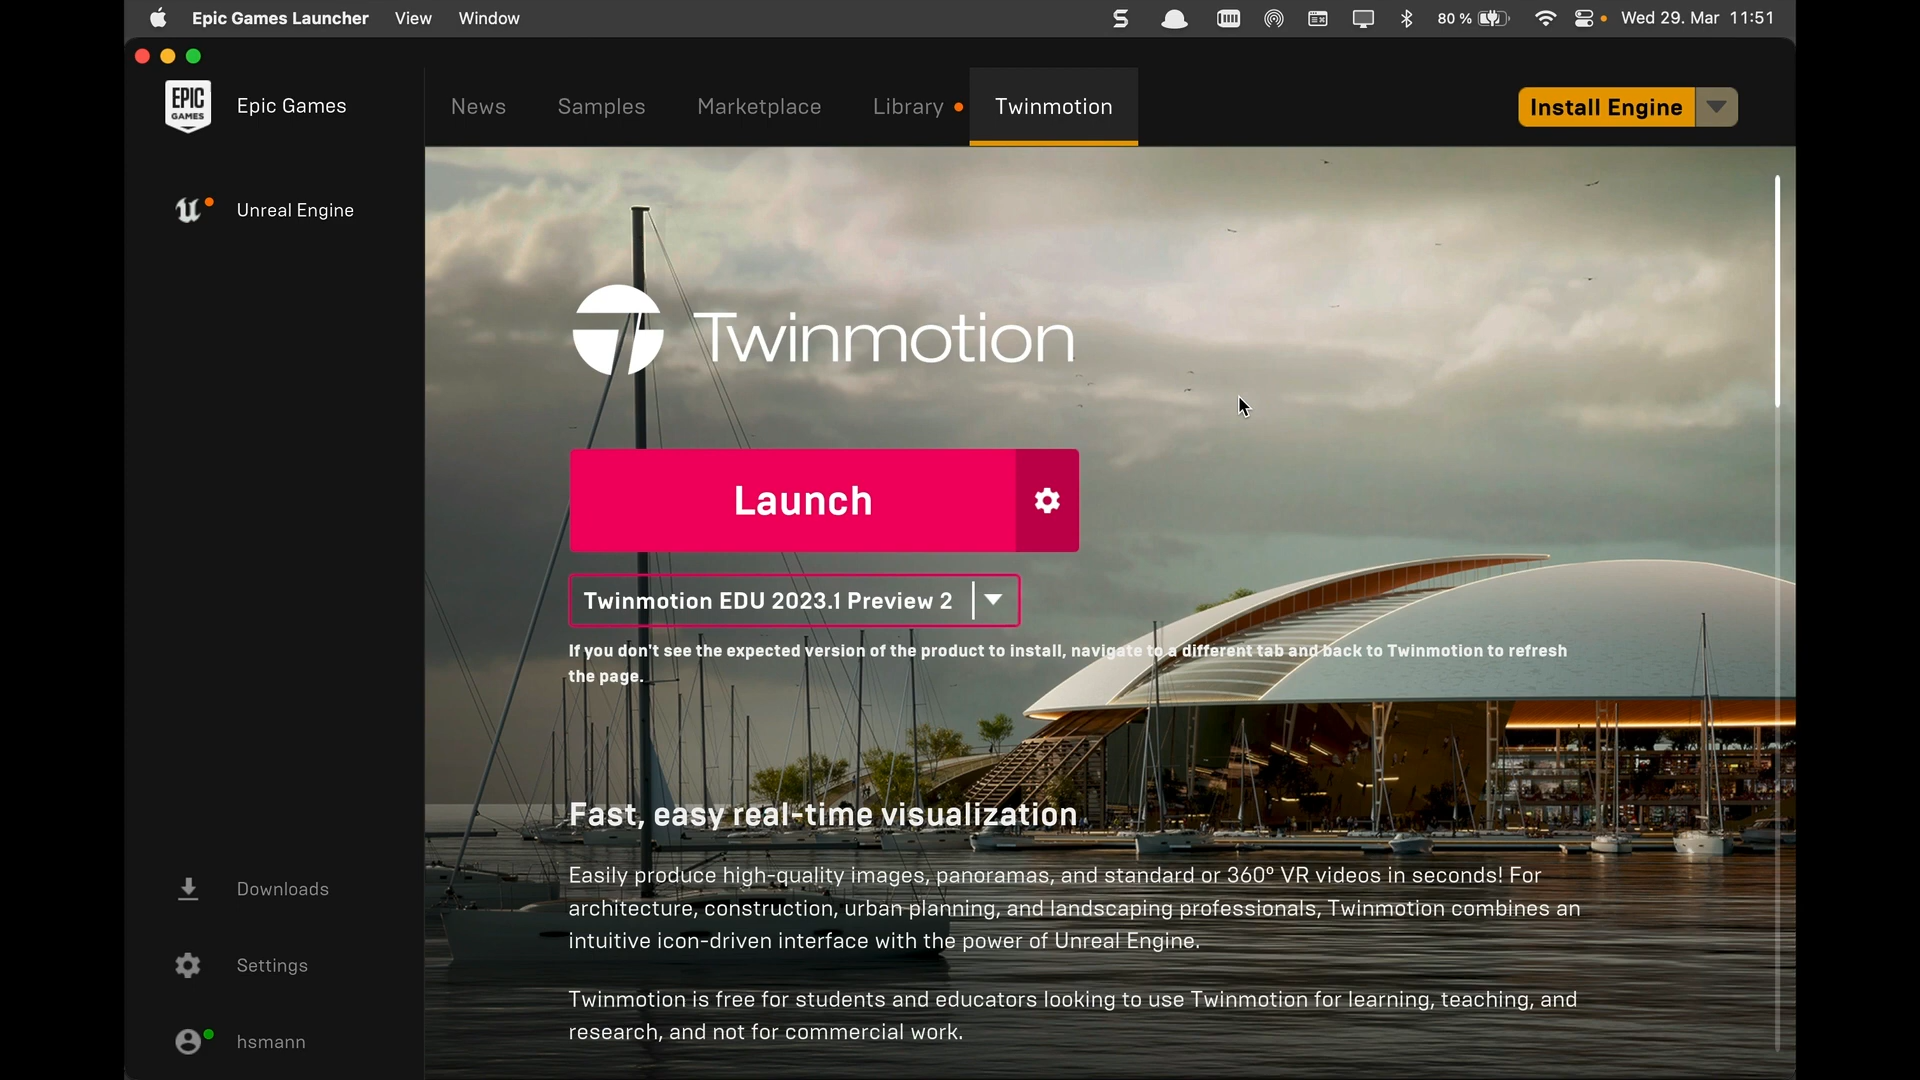 Epic Games Launcher View Window 80 % Wed 29. Mar 11:51
EPIC GAMES
Epic Games
News Samples Marketplace Library Twinmotion Install Engine
Unreal Engine
Twinmotion
Launch
Twinmotion EDU 2023.1 Preview 2
If you don't see the expected version of the product to install, navigate to a different tab and back to Twinmotion to refresh
the page.
Fast, easy real-time visualization
Easily produce high-quality images, panoramas, and standard or 360º VR videos in seconds! For
architecture, construction, urban planning, and landscaping professionals, Twinmotion combines an
intuitive icon-driven interface with the power of Unreal Engine.
Twinmotion is free for students and educators looking to use Twinmotion for learning, teaching, and
research, and not for commercial work.
Downloads
Settings
hsmann